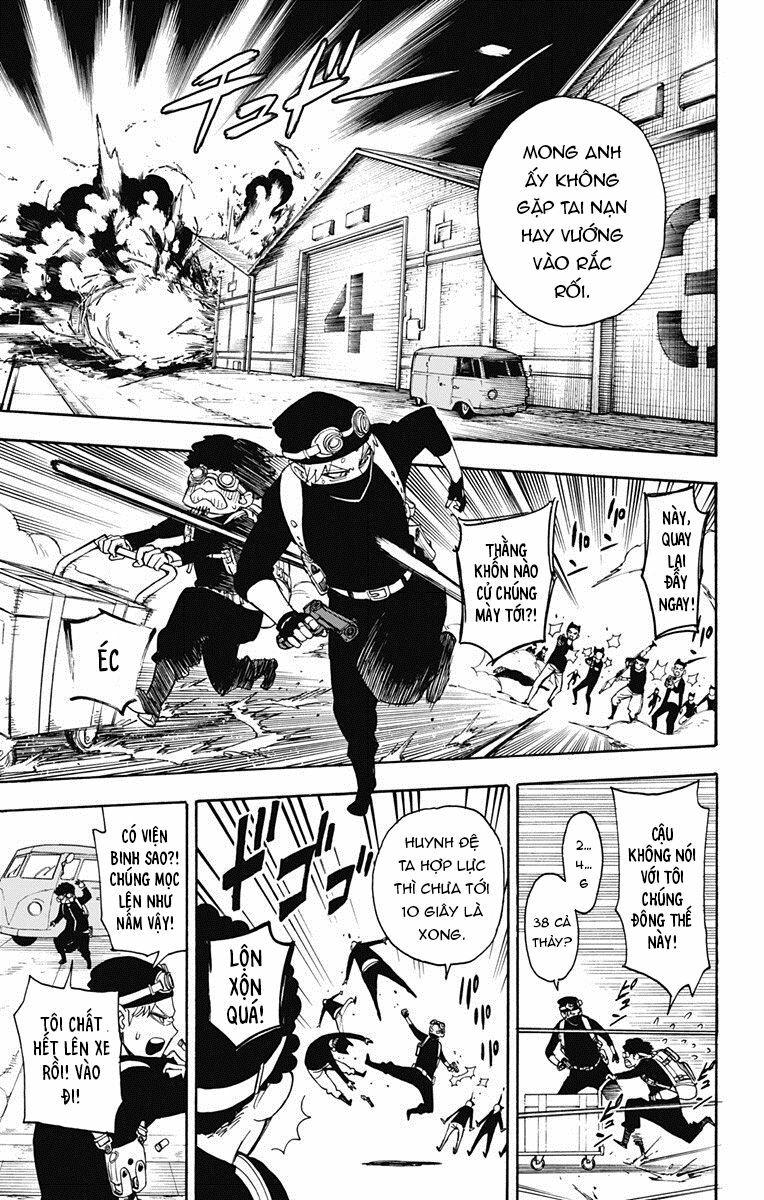 チュドー
MONG ANH
ẤY KHÔNG
GẶP TAI NẠN
HAY VƯỚNG
VÀO RẮC
RỐI.
4
3
NÀY,
QUAY
LẠI
ĐẤY
NGAY!
THẰNG
KHỐN NÀO
CỬ CHÚNG
MÀY TỚI?!
ÉC
CẬU
KHÔNG NÓI
VỚI TÔI
CHÚNG
ĐÔNG THẾ
NÀY!
2...
4...
6
38 CẢ
THẢY?
HUYNH ĐỆ
TA HỢP LỰC
THÌ CHƯA TỚI
10 GIÂY LÀ
XONG.
LỘN
XỘN
QUÁ!
CÓ VIỆN
BINH SAO?!
CHÚNG MỌC
LÊN NHƯ
NẤM VẬY!
TÔI CHẤT
HẾT LÊN XE
RỒI! VÀO
ĐI!